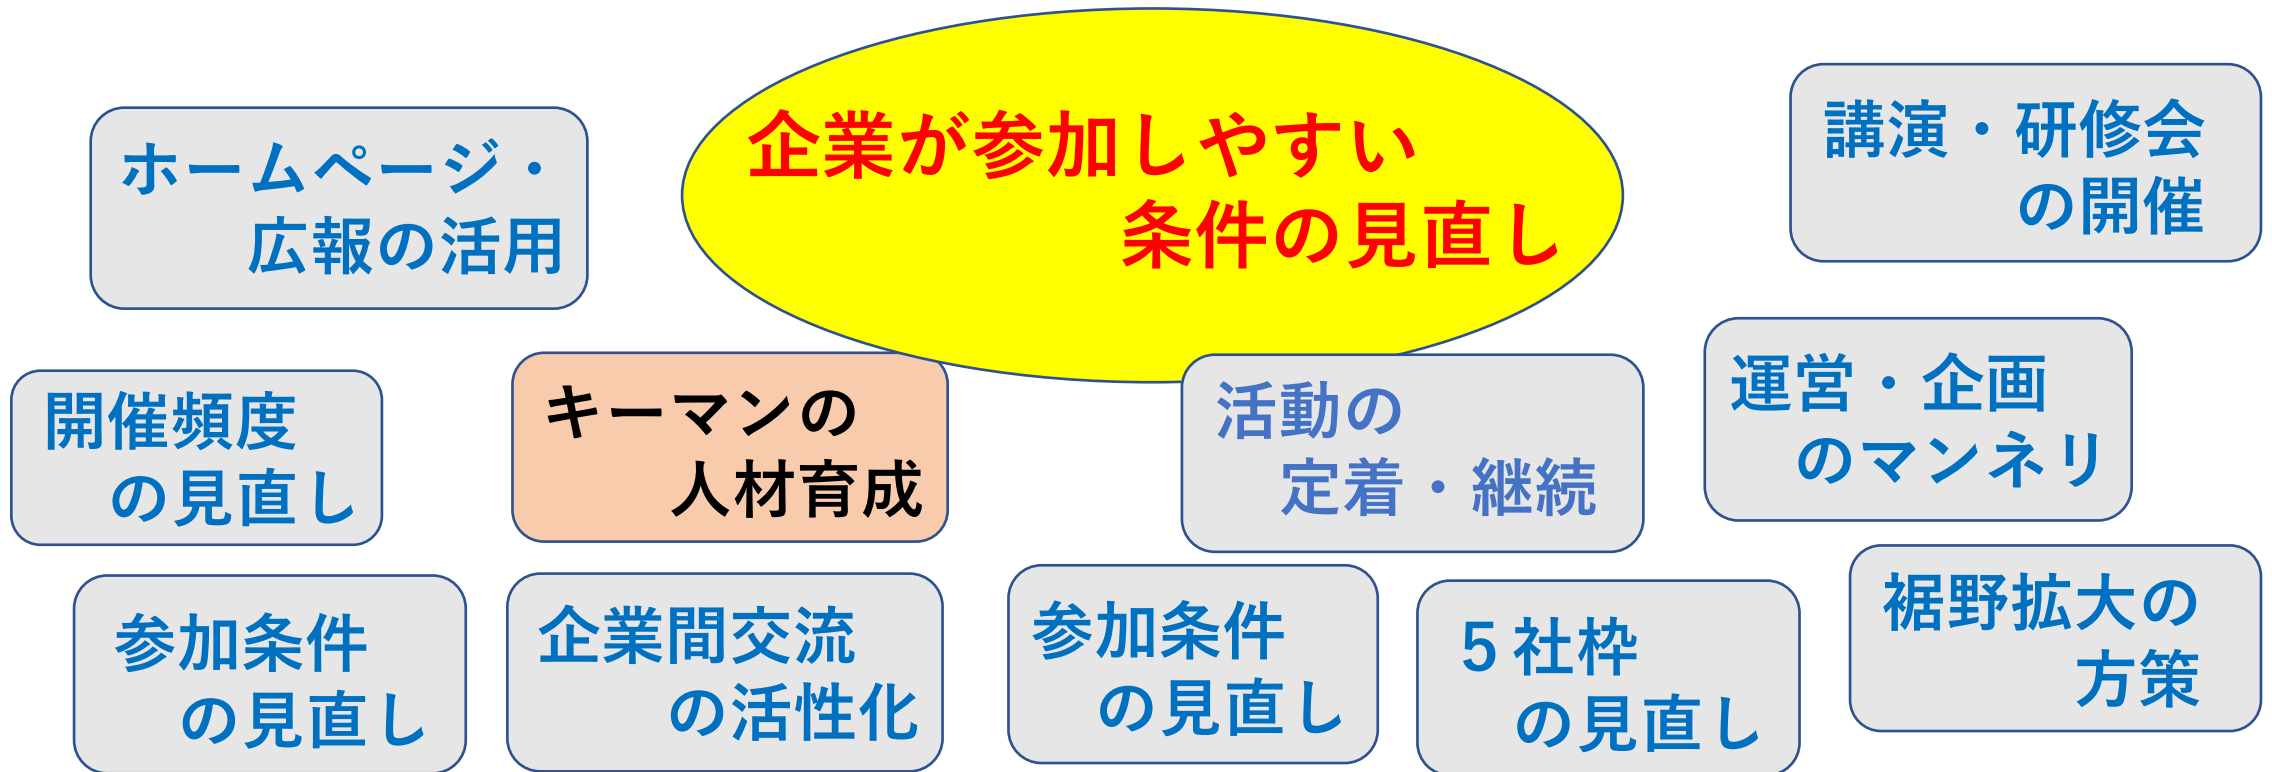 ホームページ・
広報の活用
企業が参加しやすい
条件の見直し
講演・研修会
の開催
開催頻度
の見直し
キーマンの
人材育成
活動の
定着・継続
運営・企画
のマンネリ
参加条件
の見直し
企業間交流
の活性化
参加条件
の見直し
５社枠
の見直し
裾野拡大の
方策